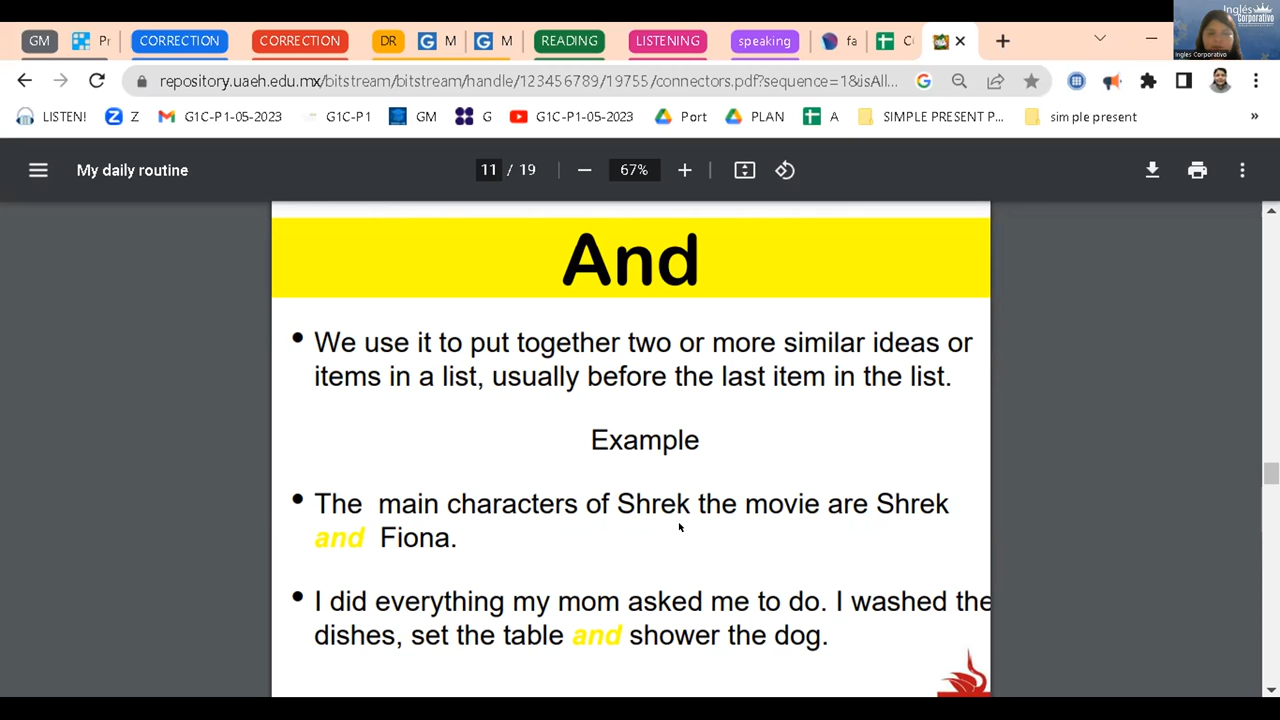 Inglés
Corporativo
Ingles Corporativo
GM Pr CORRECTION CORRECTION DR M M READING LISTENING speaking fa
repository.uaeh.edu.mx/bitstream/bitstream/handle/123456789/19755/connectors.pdf?sequence=1&isAll...
LISTEN! Z G1C-P1-05-2023 G1C-P1 GM G G1C-P1-05-2023 Port PLAN A SIMPLE PRESENT P... sim ple present »
My daily routine 11 / 19 67%
And
• We use it to put together two or more similar ideas or
items in a list, usually before the last item in the list.
Example
• The main characters of Shrek the movie are Shrek
and Fiona.
• I did everything my mom asked me to do. I washed the
dishes, set the table and shower the dog.